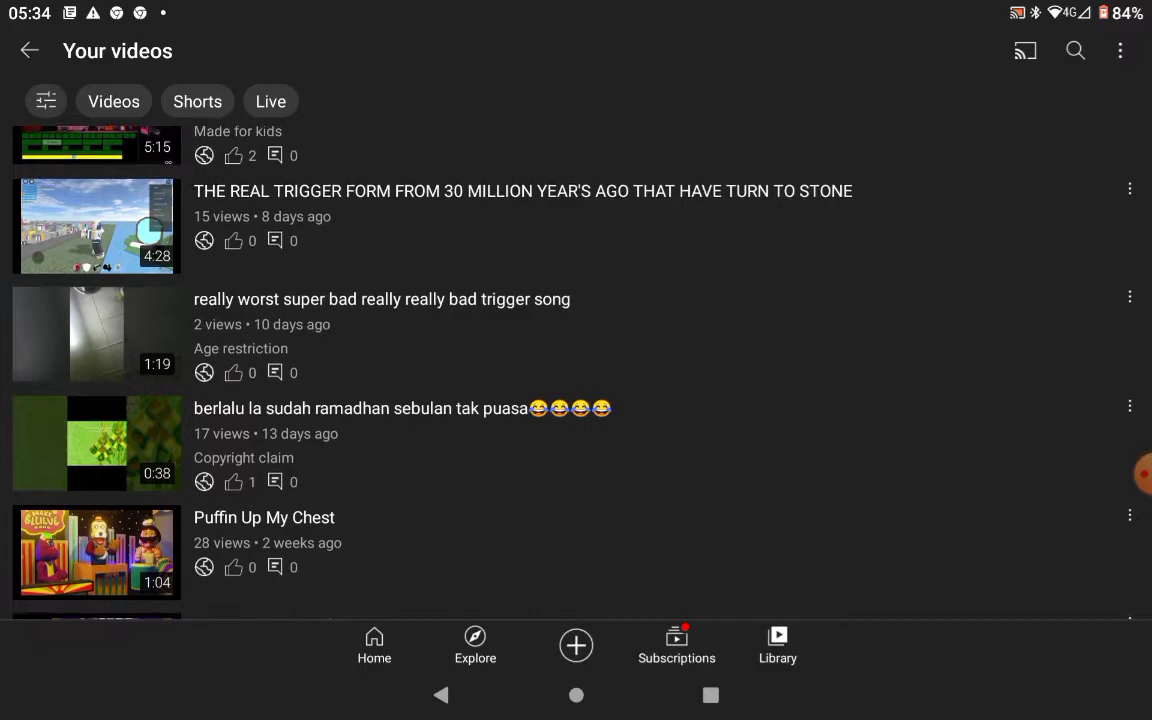 05:34
4G 84%
Your videos
Videos Shorts Live
Made for kids
5:15
2 0
THE REAL TRIGGER FORM FROM 30 MILLION YEAR'S AGO THAT HAVE TURN TO STONE
15 views • 8 days ago
0 0
4:28
really worst super bad really really bad trigger song
2 views • 10 days ago
Age restriction
1:19
0 0
berlalu la sudah ramadhan sebulan tak puasa😂😂😂😂
17 views • 13 days ago
Copyright claim
0:38
1 0
Puffin Up My Chest
28 views • 2 weeks ago
0 0
1:04
Home Explore Subscriptions Library